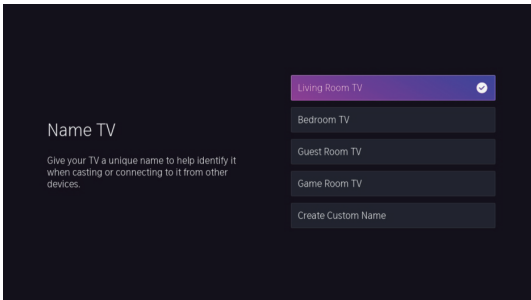 Name TV
Give your TV a unique name to help identify it
when casting or connecting to it from other
devices.
Living Room TV
Bedroom TV
Guest Room TV
Game Room TV
Create Custom Name